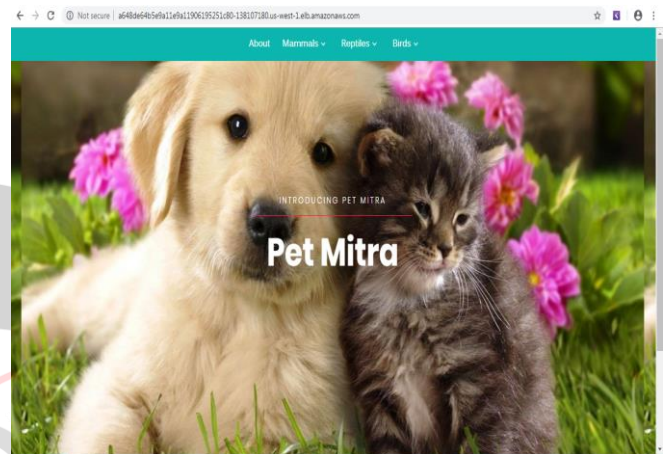 Not secure | a648de64b5e9a11e9a11906195251c80-138107180.us-west-1.elb.amazonaws.com
About Mammals Reptiles Birds
INTRODUCING PET MITRA
Pet Mitra